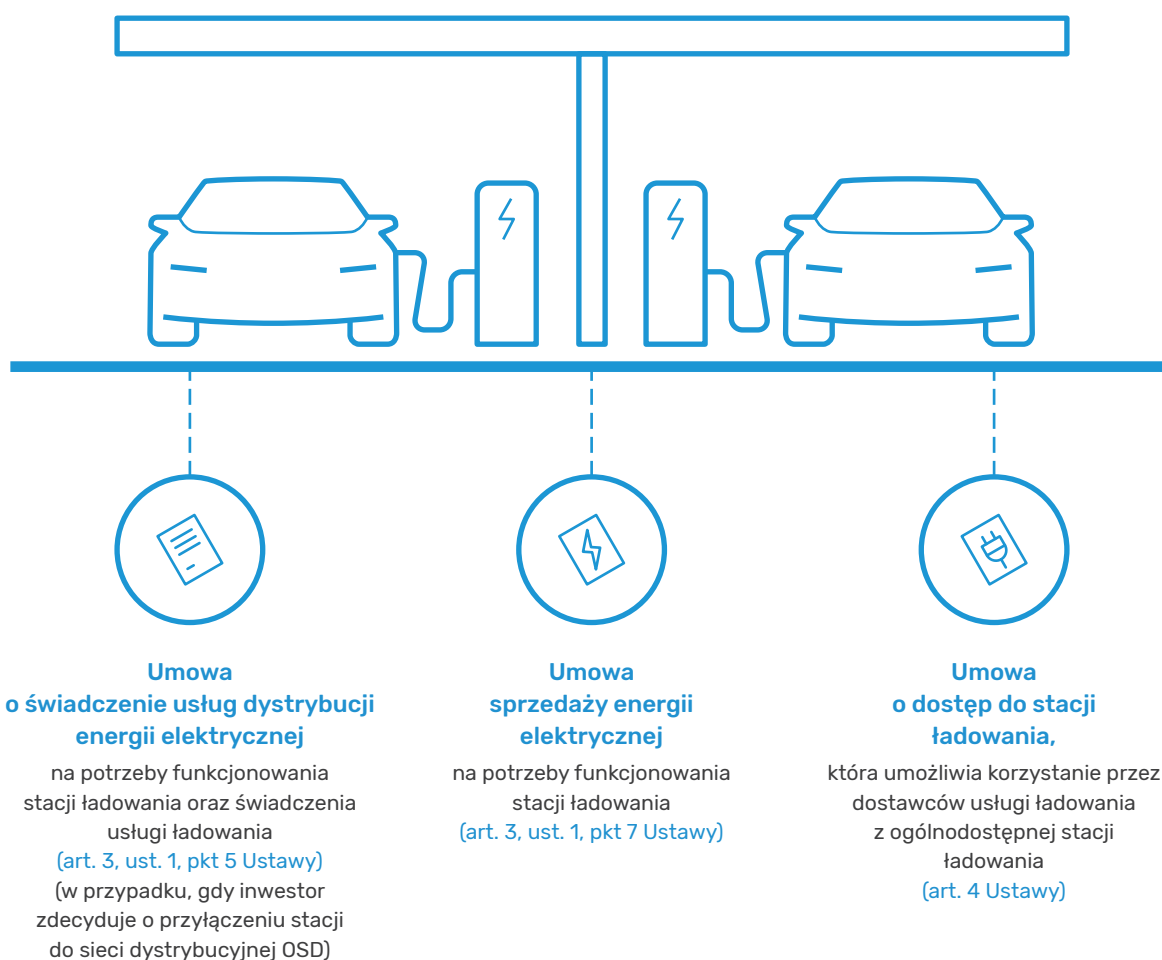 Umowa
o świadczenie usług dystrybucji
energii elektrycznej
na potrzeby funkcjonowania
stacji ładowania oraz świadczenia
usługi ładowania
(art. 3, ust. 1, pkt 5 Ustawy)
(w przypadku, gdy inwestor
zdecyduje o przyłączeniu stacji
do sieci dystrybucyjnej OSD)
Umowa
sprzedaży energii
elektrycznej
na potrzeby funkcjonowania
stacji ładowania
(art. 3, ust. 1, pkt 7 Ustawy)
Umowa
o dostęp do stacji
ładowania,
która umożliwia korzystanie przez
dostawców usługi ładowania
z ogólnodostępnej stacji
ładowania
(art. 4 Ustawy)